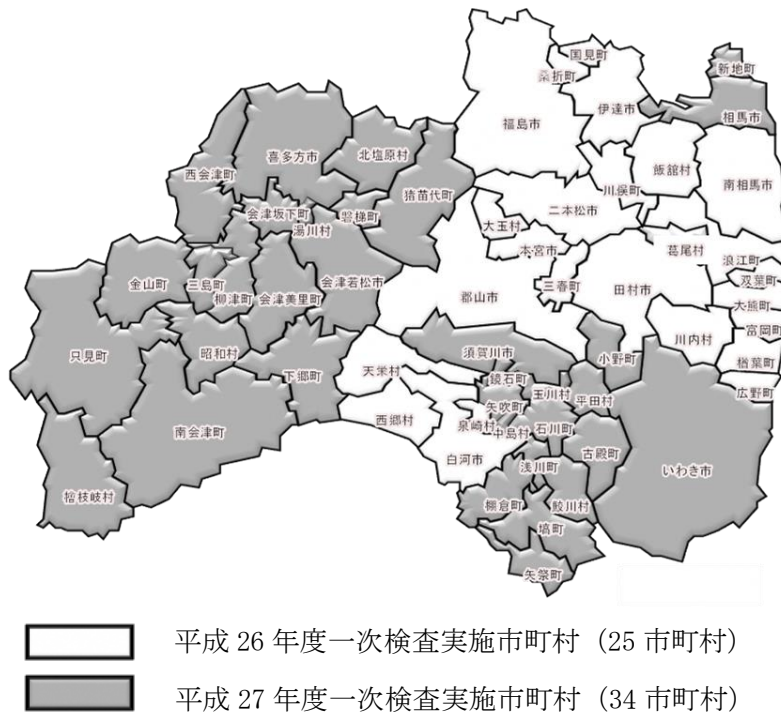 国見町
桑折町
新地町
伊達市
相馬市
福島市
喜多方市
北塩原村
飯舘村
西会津町
猪苗代町
川俣町
南相馬市
会津坂下町
磐梯町
二本松市
湯川村
大玉村
本宮市
葛尾村
浪江町
金山町
三島町
会津若松市
三春町
田村市
双葉町
柳津町
会津美里町
郡山市
大熊町
只見町
昭和村
須賀川市
小野町
川内村
富岡町
下郷町
天栄村
鏡石町
楢葉町
矢吹町
玉川村
平田村
広野町
南会津町
西郷村
泉崎村
中島村
石川町
白河市
浅川町
古殿町
いわき市
檜枝岐村
棚倉町
鮫川村
塙町
矢祭町
平成 26 年度一次検査実施市町村（25 市町村）
平成 27 年度一次検査実施市町村（34 市町村）